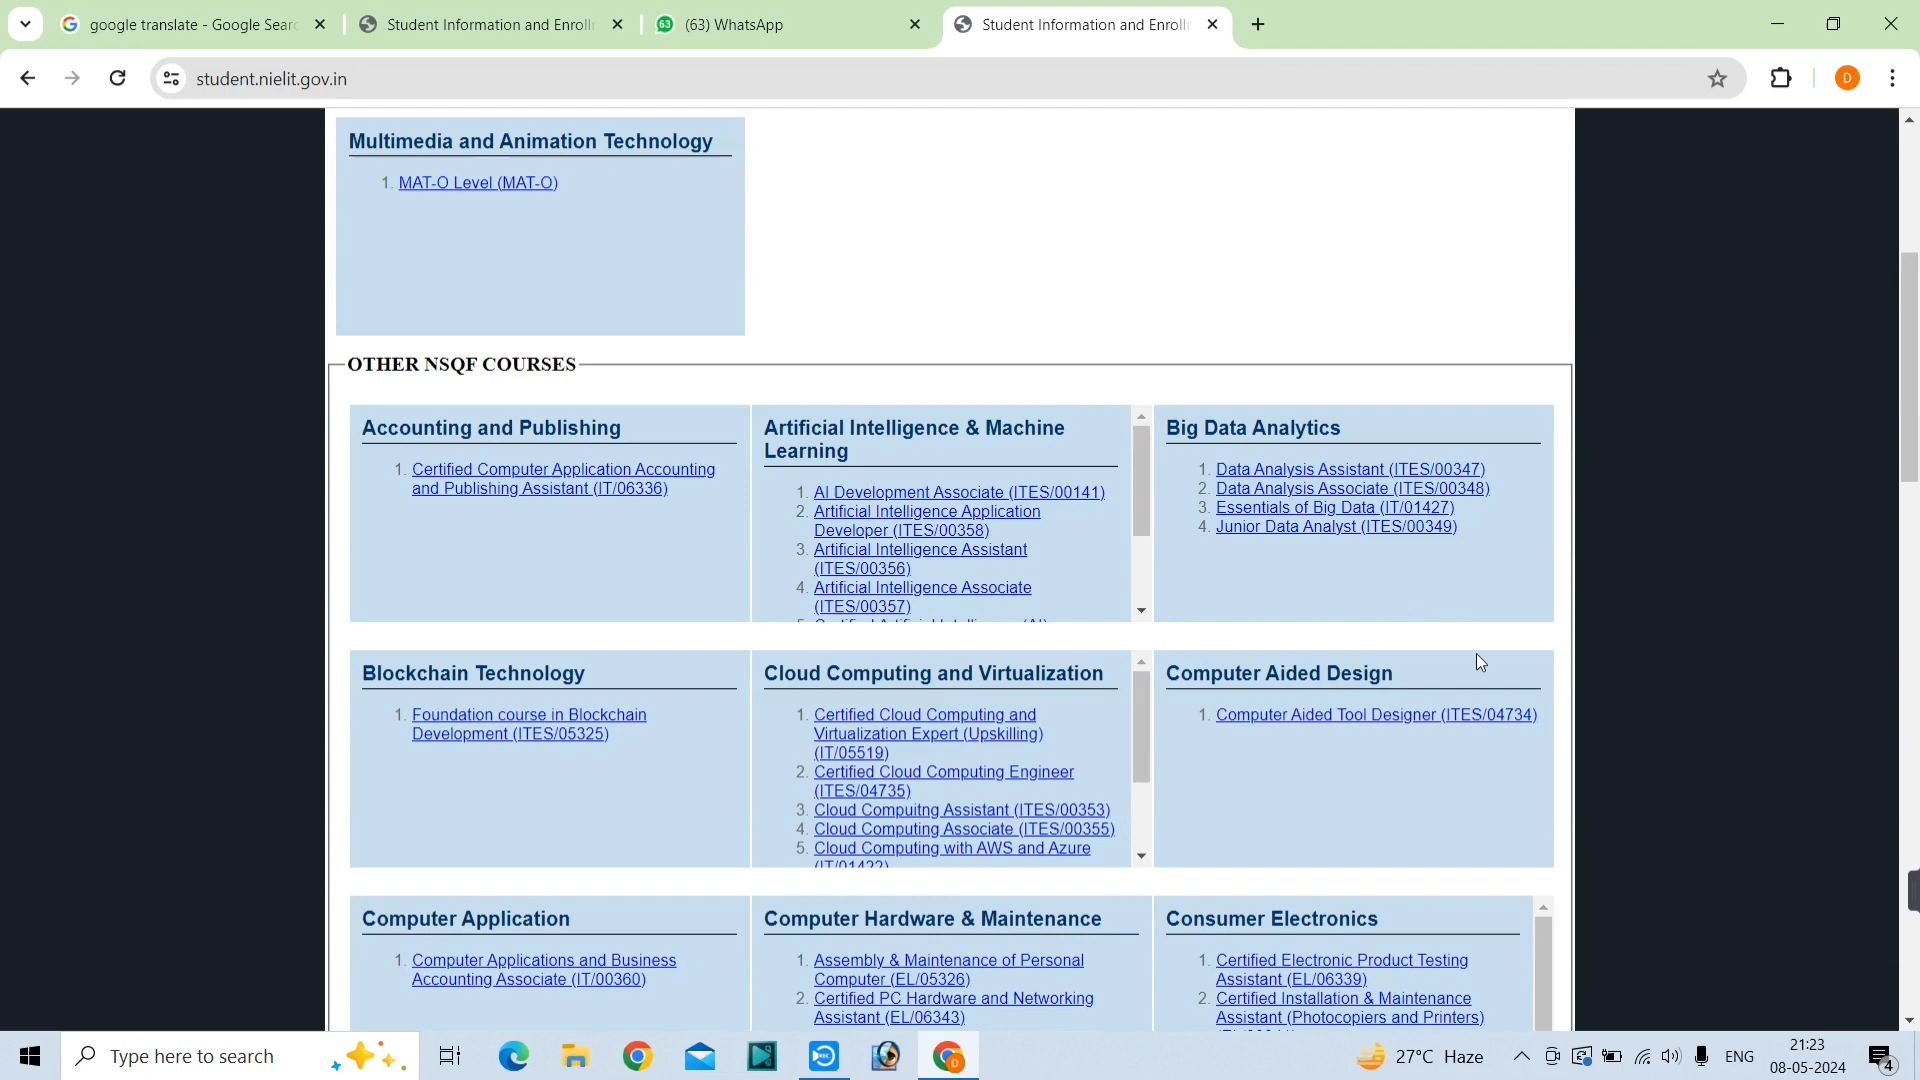 google translate - Google Sear
Student Information and Enroll
63
(63) WhatsApp
Student Information and Enroll
student.nielit.gov.in
D
Multimedia and Animation Technology
1. MAT-O Level (MAT-O)
OTHER NSQF COURSES
Accounting and Publishing
1. Certified Computer Application Accounting
and Publishing Assistant (IT/06336)
Artificial Intelligence & Machine
Learning
1. AI Development Associate (ITES/00141)
2. Artificial Intelligence Application
Developer (ITES/00358)
3. Artificial Intelligence Assistant
(ITES/00356)
4. Artificial Intelligence Associate
(ITES/00357)
Big Data Analytics
1. Data Analysis Assistant (ITES/00347)
2. Data Analysis Associate (ITES/00348)
3. Essentials of Big Data (IT/01427)
4. Junior Data Analyst (ITES/00349)
Blockchain Technology
1. Foundation course in Blockchain
Development (ITES/05325)
Cloud Computing and Virtualization
1. Certified Cloud Computing and
Virtualization Expert (Upskilling)
(IT/05519)
2. Certified Cloud Computing Engineer
(ITES/04735)
3. Cloud Compuitng Assistant (ITES/00353)
4. Cloud Computing Associate (ITES/00355)
5. Cloud Computing with AWS and Azure
(IT/01422)
Computer Aided Design
1. Computer Aided Tool Designer (ITES/04734)
Computer Application
1. Computer Applications and Business
Accounting Associate (IT/00360)
Computer Hardware & Maintenance
1. Assembly & Maintenance of Personal
Computer (EL/05326)
2. Certified PC Hardware and Networking
Assistant (EL/06343)
Consumer Electronics
1. Certified Electronic Product Testing
Assistant (EL/06339)
2. Certified Installation & Maintenance
Assistant (Photocopiers and Printers)
Type here to search
REC
D
27°C Haze
ENG
21:23
08-05-2024
4